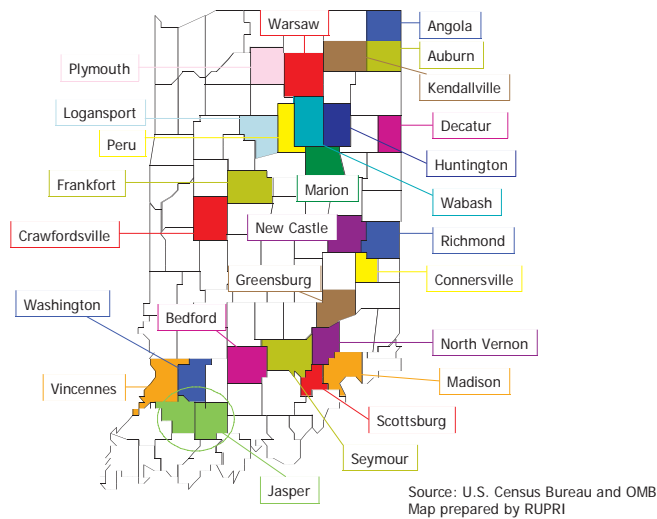 Warsaw
Angola
Auburn
Plymouth
Kendallville
Logansport
Decatur
Peru
Huntington
Frankfort
Marion
Wabash
New Castle
Crawfordsville
Richmond
Greensburg
Connersville
Washington
Bedford
North Vernon
Vincennes
Madison
Scottsburg
Seymour
Jasper
Source: U.S. Census Bureau and OMB
Map prepared by RUPRI